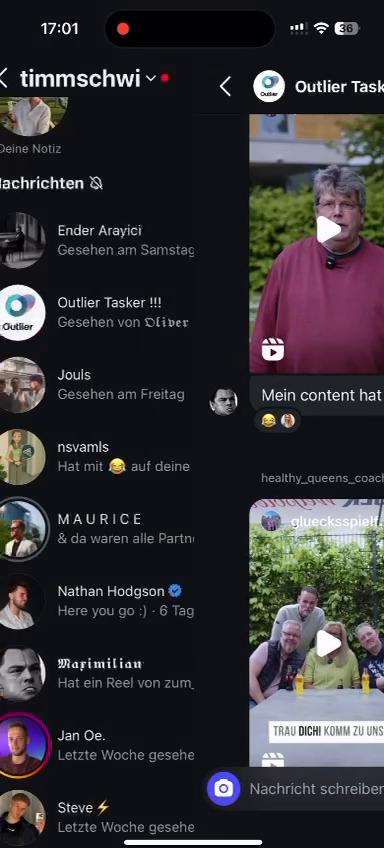 17:01
36
timmschwi
Outlier
Outlier Task
Deine Notiz
Nachrichten
Ender Arayici
Gesehen am Samstag
Outlier
Outlier Tasker !!!
Gesehen von 𝔒𝔩𝔦𝔳𝔢𝔯
Jouls
Gesehen am Freitag
nsvamls
Hat mit 😂 auf deine
M A U R I C E
& da waren alle Partn
Nathan Hodgson
Here you go :) · 6 Tag
𝕸𝖆𝖝𝖎𝖒𝖎𝖑𝖎𝖆𝖓
Hat ein Reel von zum_
Jan Oe.
Letzte Woche gesehe
Steve⚡
Letzte Woche gesehe
Mein content hat
healthy_queens_coach
gluecksspielf.
TRAU DICH! KOMM ZU UNS
Nachricht schreiben